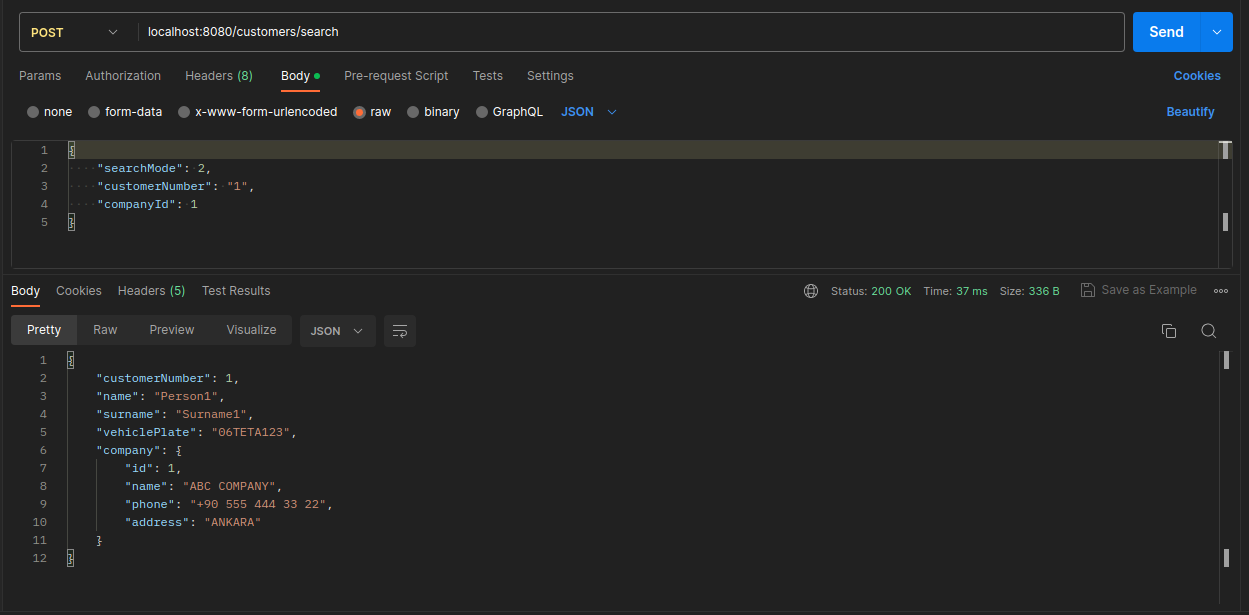 POST localhost:8080/customers/search Send
Params Authorization Headers (8) Body Pre-request Script Tests Settings Cookies
none form-data x-www-form-urlencoded raw binary GraphQL JSON Beautify
1 {
2 "searchMode": 2,
3 "customerNumber": "1",
4 "companyId": 1
5 }
Body Cookies Headers (5) Test Results Status: 200 OK Time: 37 ms Size: 336 B Save as Example
Pretty Raw Preview Visualize JSON
1 {
2 "customerNumber": 1,
3 "name": "Person1",
4 "surname": "Surname1",
5 "vehiclePlate": "06TETA123",
6 "company": {
7 "id": 1,
8 "name": "ABC COMPANY",
9 "phone": "+90 555 444 33 22",
10 "address": "ANKARA"
11 }
12 }